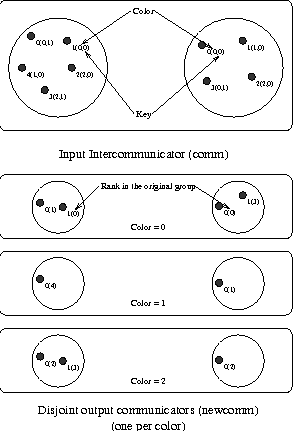 Color
0(0,1)
1(0,0)
4(1,0)
2(2,0)
3(2,1)
0(0,0)
1(1,0)
3(0,1)
2(2,0)
Key
Input Intercommunicator (comm)
Rank in the original group
0(1)
1(0)
0(0)
1(3)
Color = 0
0(4)
0(1)
Color = 1
0(2)
1(3)
0(2)
Color = 2
Disjoint output communicators (newcomm)
(one per color)